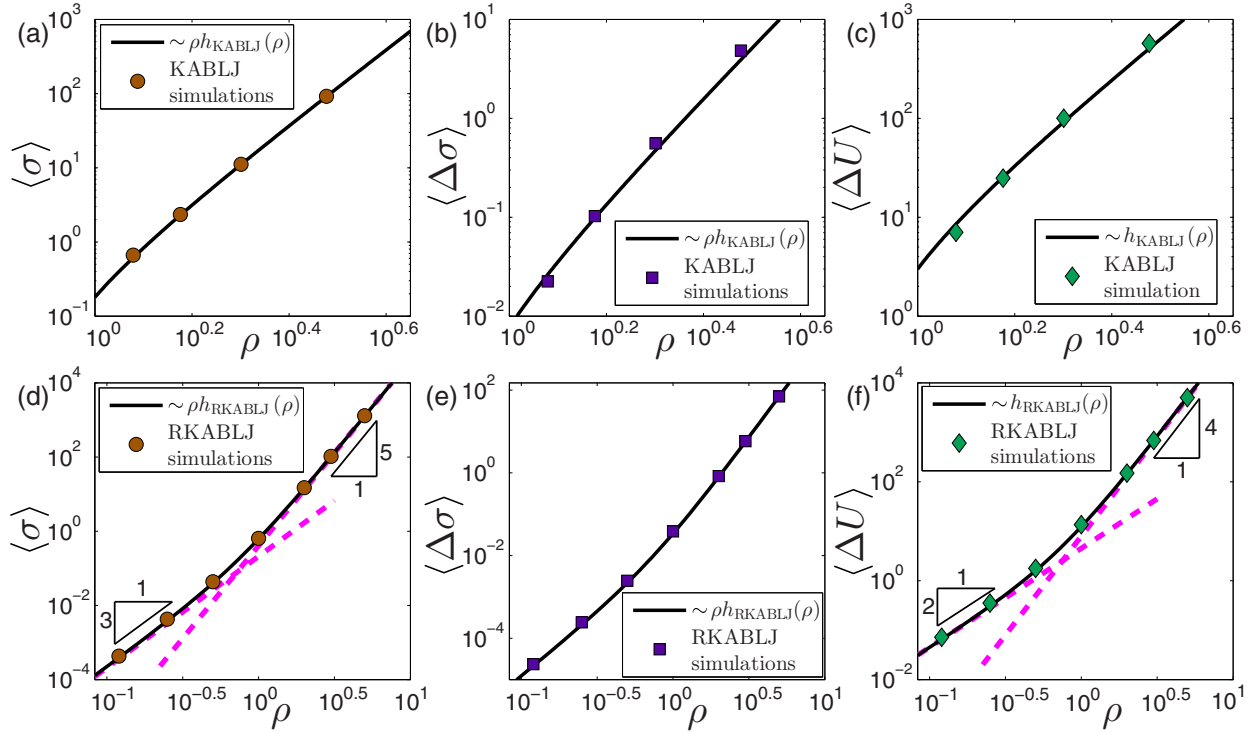 (a)
10^3
10^2
10^1
10^0
10^-1
⟨σ⟩
~ ρh_KABLJ(ρ)
KABLJ
simulations
10^0 10^0.2 10^0.4 10^0.6
ρ
(b)
10^1
10^0
10^-1
10^-2
⟨Δσ⟩
~ ρh_KABLJ(ρ)
KABLJ
simulations
10^0 10^0.2 10^0.4 10^0.6
ρ
(c)
10^3
10^2
10^1
10^0
⟨ΔU⟩
~ h_KABLJ(ρ)
KABLJ
simulation
10^0 10^0.2 10^0.4 10^0.6
ρ
(d)
10^4
10^2
10^0
10^-2
10^-4
⟨σ⟩
~ ρh_RKABLJ(ρ)
RKABLJ
simulations
5
1
1
3
10^-1 10^-0.5 10^0 10^0.5 10^1
ρ
(e)
10^2
10^0
10^-2
10^-4
⟨Δσ⟩
~ ρh_RKABLJ(ρ)
RKABLJ
simulations
10^-1 10^-0.5 10^0 10^0.5 10^1
ρ
(f)
10^4
10^2
10^0
10^-2
⟨ΔU⟩
~ h_RKABLJ(ρ)
RKABLJ
simulations
4
1
1
2
10^-1 10^-0.5 10^0 10^0.5 10^1
ρ